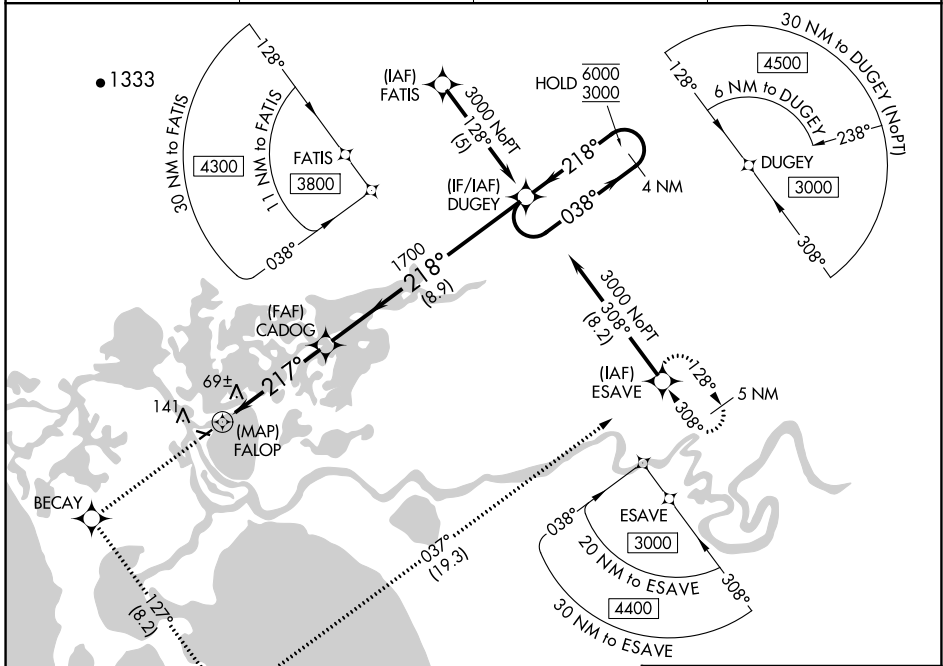 1333
30 NM to FATIS
4300
11 NM to FATIS
128°
FATIS
3800
038°
(IAF)
FATIS
3000 NoPT
128°
(5)
HOLD 6000
3000
218°
038°
4 NM
(IF/IAF)
DUGEY
30 NM to DUGEY (NoPT)
4500
6 NM to DUGEY
128°
238°
DUGEY
3000
308°
1700
218°
(8.9)
(FAF)
CADOG
217°
69±
141
(MAP)
FALOP
3000 NoPT
308°
(8.2)
(IAF)
ESAVE
128°
308°
5 NM
BECAY
127°
(8.2)
037°
(19.3)
038°
ESAVE
3000
20 NM to ESAVE
308°
4400
30 NM to ESAVE